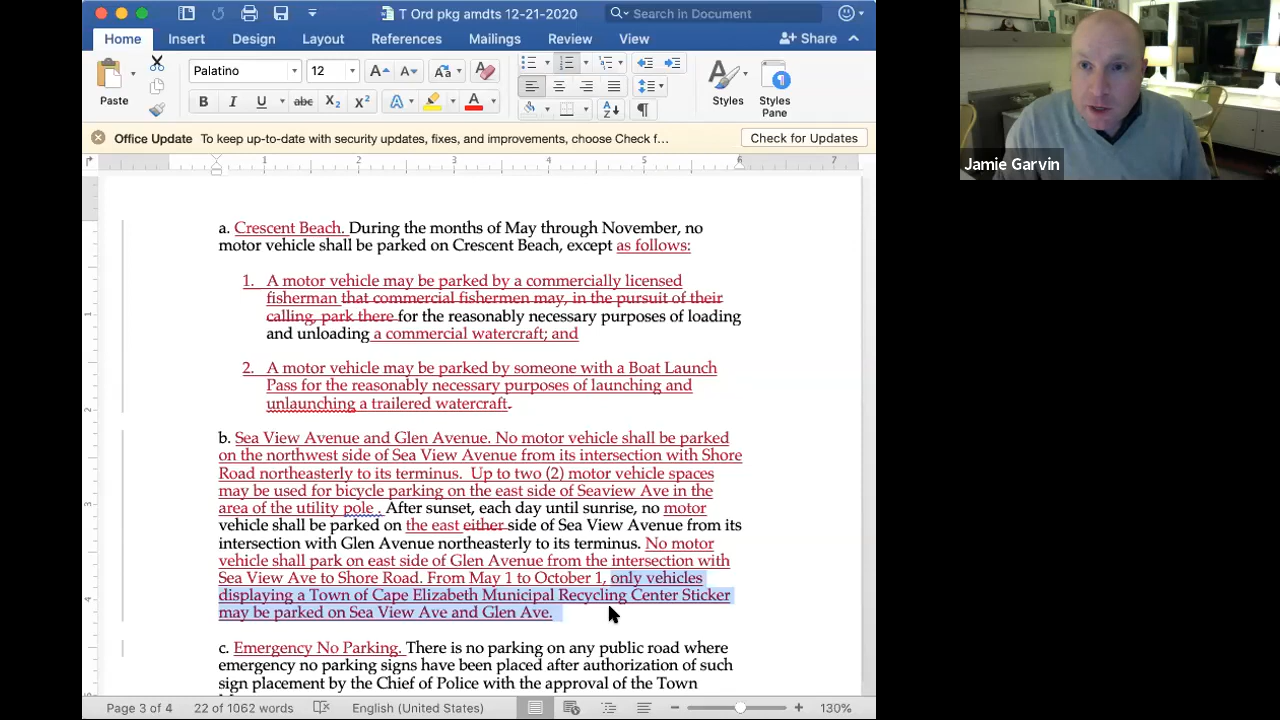 T Ord pkg amdts 12-21-2020
Search in Document
Home Insert Design Layout References Mailings Review View Share
Paste
Palatino 12
Styles Styles Pane
Office Update To keep up-to-date with security updates, fixes, and improvements, choose Check f... Check for Updates
1 2 3 4 5 6 7
a. Crescent Beach. During the months of May through November, no
motor vehicle shall be parked on Crescent Beach, except as follows:
1. A motor vehicle may be parked by a commercially licensed
fisherman that commercial fishermen may, in the pursuit of their
calling, park there for the reasonably necessary purposes of loading
and unloading a commercial watercraft; and
2. A motor vehicle may be parked by someone with a Boat Launch
Pass for the reasonably necessary purposes of launching and
unlaunching a trailered watercraft.
b. Sea View Avenue and Glen Avenue. No motor vehicle shall be parked
on the northwest side of Sea View Avenue from its intersection with Shore
Road northeasterly to its terminus. Up to two (2) motor vehicle spaces
may be used for bicycle parking on the east side of Seaview Ave in the
area of the utility pole . After sunset, each day until sunrise, no motor
vehicle shall be parked on the east either side of Sea View Avenue from its
intersection with Glen Avenue northeasterly to its terminus. No motor
vehicle shall park on east side of Glen Avenue from the intersection with
Sea View Ave to Shore Road. From May 1 to October 1, only vehicles
displaying a Town of Cape Elizabeth Municipal Recycling Center Sticker
may be parked on Sea View Ave and Glen Ave.
c. Emergency No Parking. There is no parking on any public road where
emergency no parking signs have been placed after authorization of such
sign placement by the Chief of Police with the approval of the Town
Page 3 of 4 22 of 1062 words English (United States) 130%
Jamie Garvin